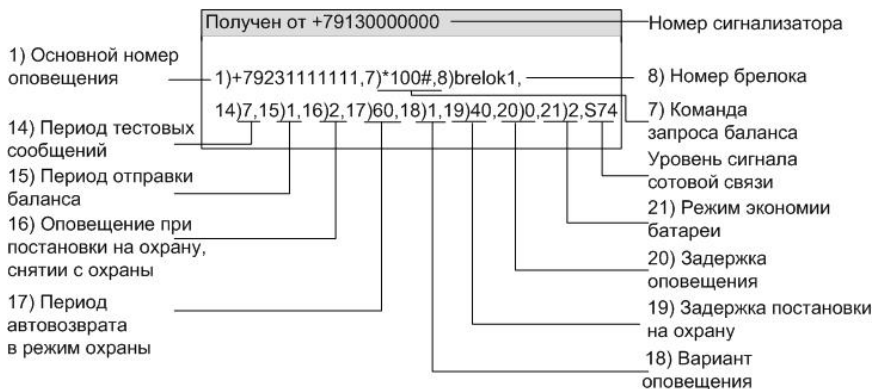 Получен от +79130000000
Номер сигнализатора
1) Основной номер
оповещения
1)+79231111111,7)*100#,8)brelok1,
14)7,15)1,16)2,17)60,18)1,19)40,20)0,21)2,S74
14) Период тестовых
сообщений
15) Период отправки
баланса
16) Оповещение при
постановки на охрану,
снятии с охраны
17) Период
автовозврата
в режим охраны
8) Номер брелока
7) Команда
запроса баланса
Уровень сигнала
сотовой связи
21) Режим экономии
батареи
20) Задержка
оповещения
19) Задержка постановки
на охрану
18) Вариант
оповещения